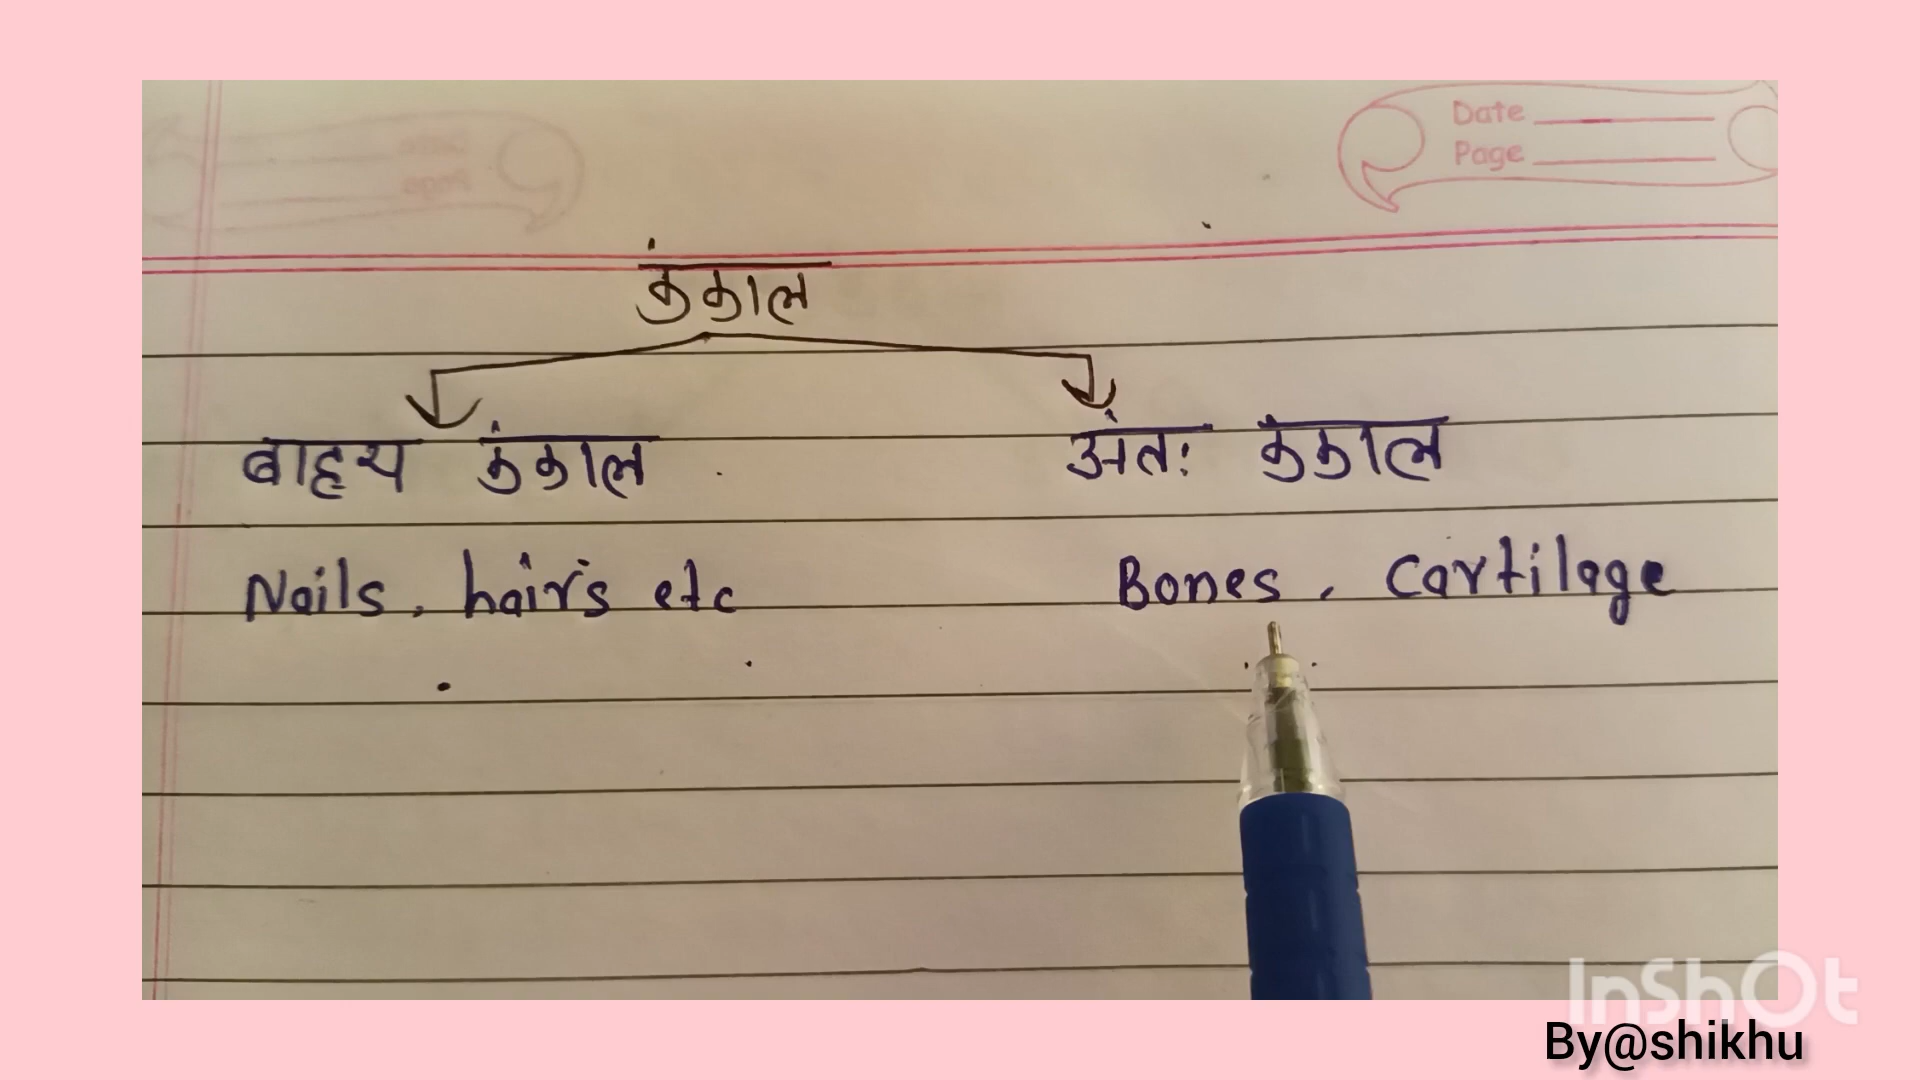 Date
Page
कंकाल
बाह्य कंकाल अंतः कंकाल
Nails, hairs etc Bones, Cartilage
InShOt
By@shikhu